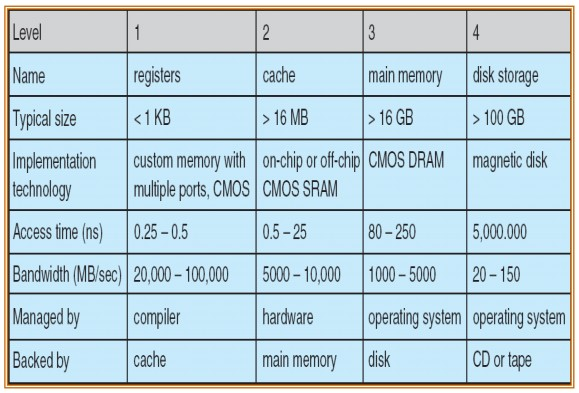 Level 1 2 3 4
Name registers cache main memory disk storage
Typical size < 1 KB > 16 MB > 16 GB > 100 GB
Implementation custom memory with on-chip or off-chip CMOS DRAM magnetic disk
technology multiple ports, CMOS CMOS SRAM
Access time (ns) 0.25 – 0.5 0.5 – 25 80 – 250 5,000.000
Bandwidth (MB/sec) 20,000 – 100,000 5000 – 10,000 1000 – 5000 20 – 150
Managed by compiler hardware operating system operating system
Backed by cache main memory disk CD or tape